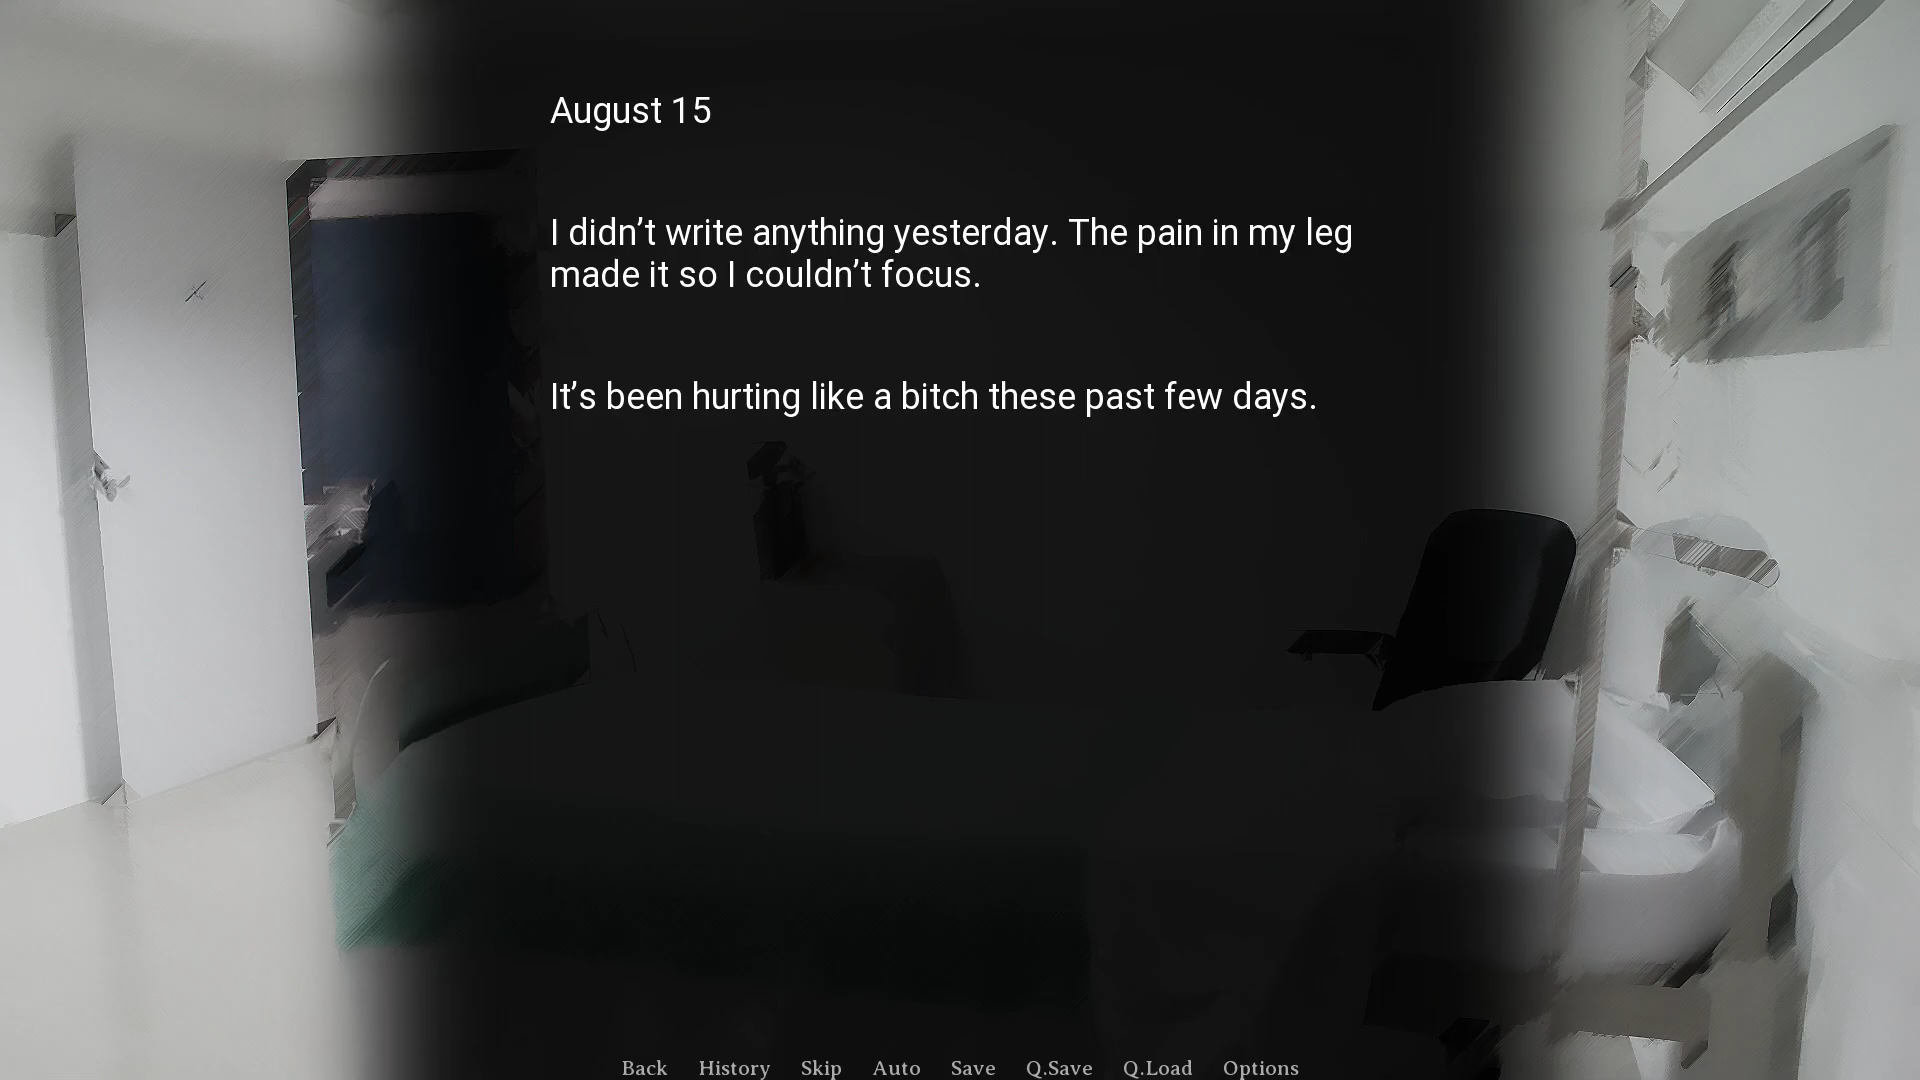 August 15
I didn’t write anything yesterday. The pain in my leg
made it so I couldn’t focus.
It’s been hurting like a bitch these past few days.
Back History Skip Auto Save Q.Save Q.Load Options